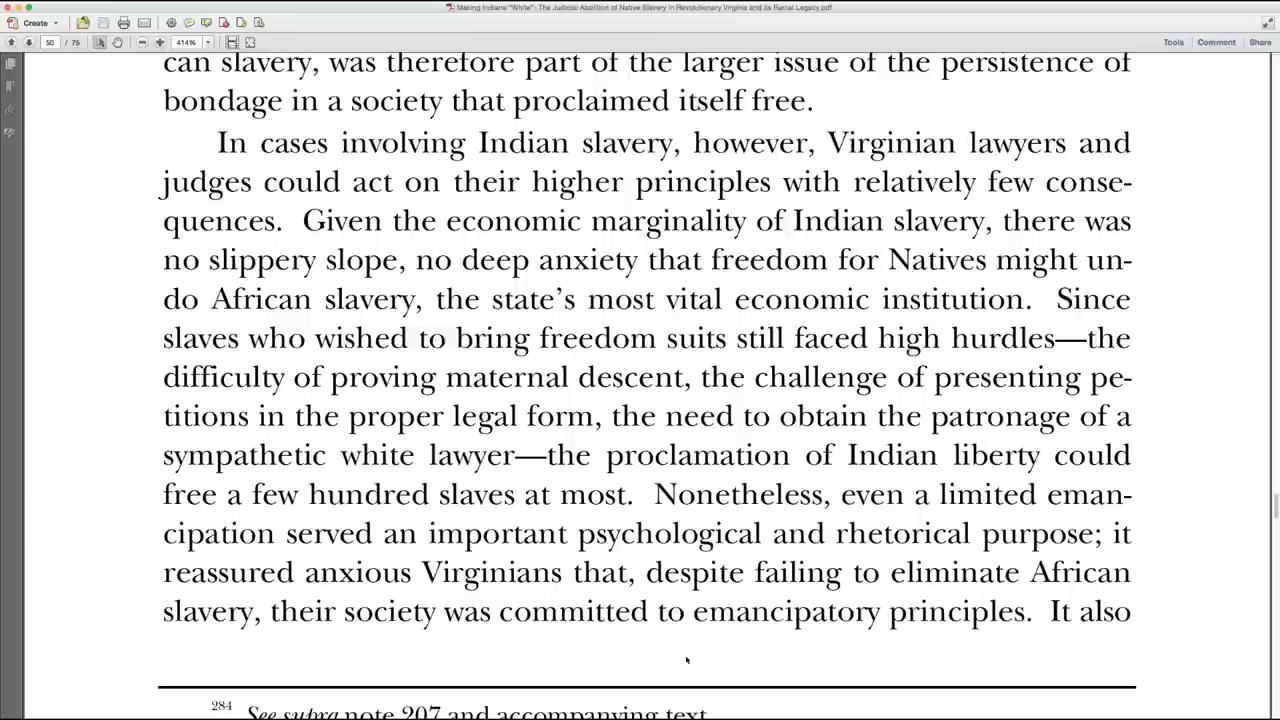 Making Indians "White": The Judicial Abolition of Native Slavery in Revolutionary Virginia and its Racial Legacy.pdf
Create
50 / 75
414%
Tools
Comment
Share
can slavery, was therefore part of the larger issue of the persistence of
bondage in a society that proclaimed itself free.
In cases involving Indian slavery, however, Virginian lawyers and
judges could act on their higher principles with relatively few conse-
quences. Given the economic marginality of Indian slavery, there was
no slippery slope, no deep anxiety that freedom for Natives might un-
do African slavery, the state’s most vital economic institution. Since
slaves who wished to bring freedom suits still faced high hurdles—the
difficulty of proving maternal descent, the challenge of presenting pe-
titions in the proper legal form, the need to obtain the patronage of a
sympathetic white lawyer—the proclamation of Indian liberty could
free a few hundred slaves at most. Nonetheless, even a limited eman-
cipation served an important psychological and rhetorical purpose; it
reassured anxious Virginians that, despite failing to eliminate African
slavery, their society was committed to emancipatory principles. It also
284 See supra note 207 and accompanying text.